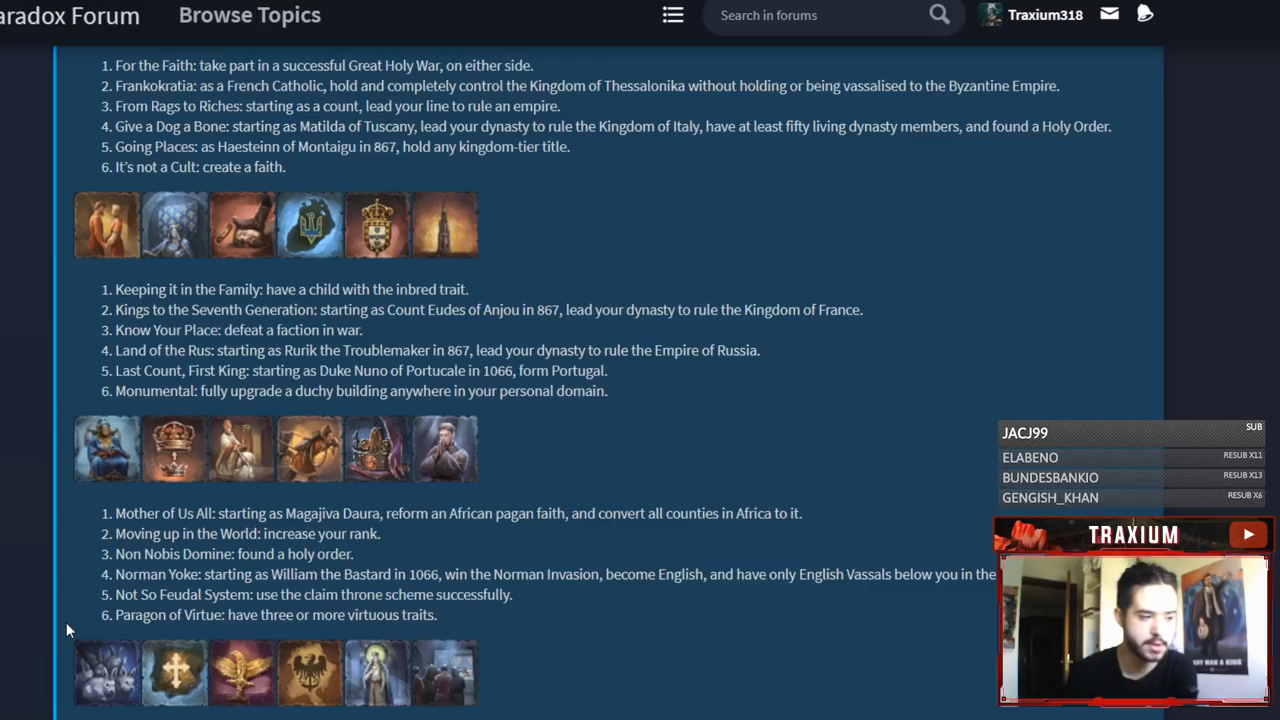 aradox Forum
Browse Topics
Search in forums
Traxium318
1. For the Faith: take part in a successful Great Holy War, on either side.
2. Frankokratia: as a French Catholic, hold and completely control the Kingdom of Thessalonika without holding or being vassalised to the Byzantine Empire.
3. From Rags to Riches: starting as a count, lead your line to rule an empire.
4. Give a Dog a Bone: starting as Matilda of Tuscany, lead your dynasty to rule the Kingdom of Italy, have at least fifty living dynasty members, and found a Holy Order.
5. Going Places: as Haesteinn of Montaigu in 867, hold any kingdom-tier title.
6. It’s not a Cult: create a faith.
1. Keeping it in the Family: have a child with the inbred trait.
2. Kings to the Seventh Generation: starting as Count Eudes of Anjou in 867, lead your dynasty to rule the Kingdom of France.
3. Know Your Place: defeat a faction in war.
4. Land of the Rus: starting as Rurik the Troublemaker in 867, lead your dynasty to rule the Empire of Russia.
5. Last Count, First King: starting as Duke Nuno of Portucale in 1066, form Portugal.
6. Monumental: fully upgrade a duchy building anywhere in your personal domain.
1. Mother of Us All: starting as Magajiva Daura, reform an African pagan faith, and convert all counties in Africa to it.
2. Moving up in the World: increase your rank.
3. Non Nobis Domine: found a holy order.
4. Norman Yoke: starting as William the Bastard in 1066, win the Norman Invasion, become English, and have only English Vassals below you in the
5. Not So Feudal System: use the claim throne scheme successfully.
6. Paragon of Virtue: have three or more virtuous traits.
JACJ99 SUB
ELABENO RESUB X11
BUNDESBANKIO RESUB X13
GENGISH_KHAN RESUB X6
TRAXIUM